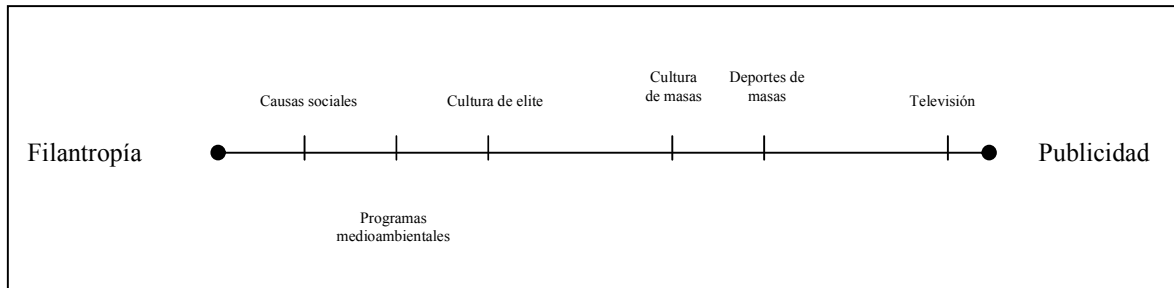 Cultura
de masas
Deportes de
masas
Causas sociales
Cultura de elite
Televisión
Filantropía
Publicidad
Programas
medioambientales